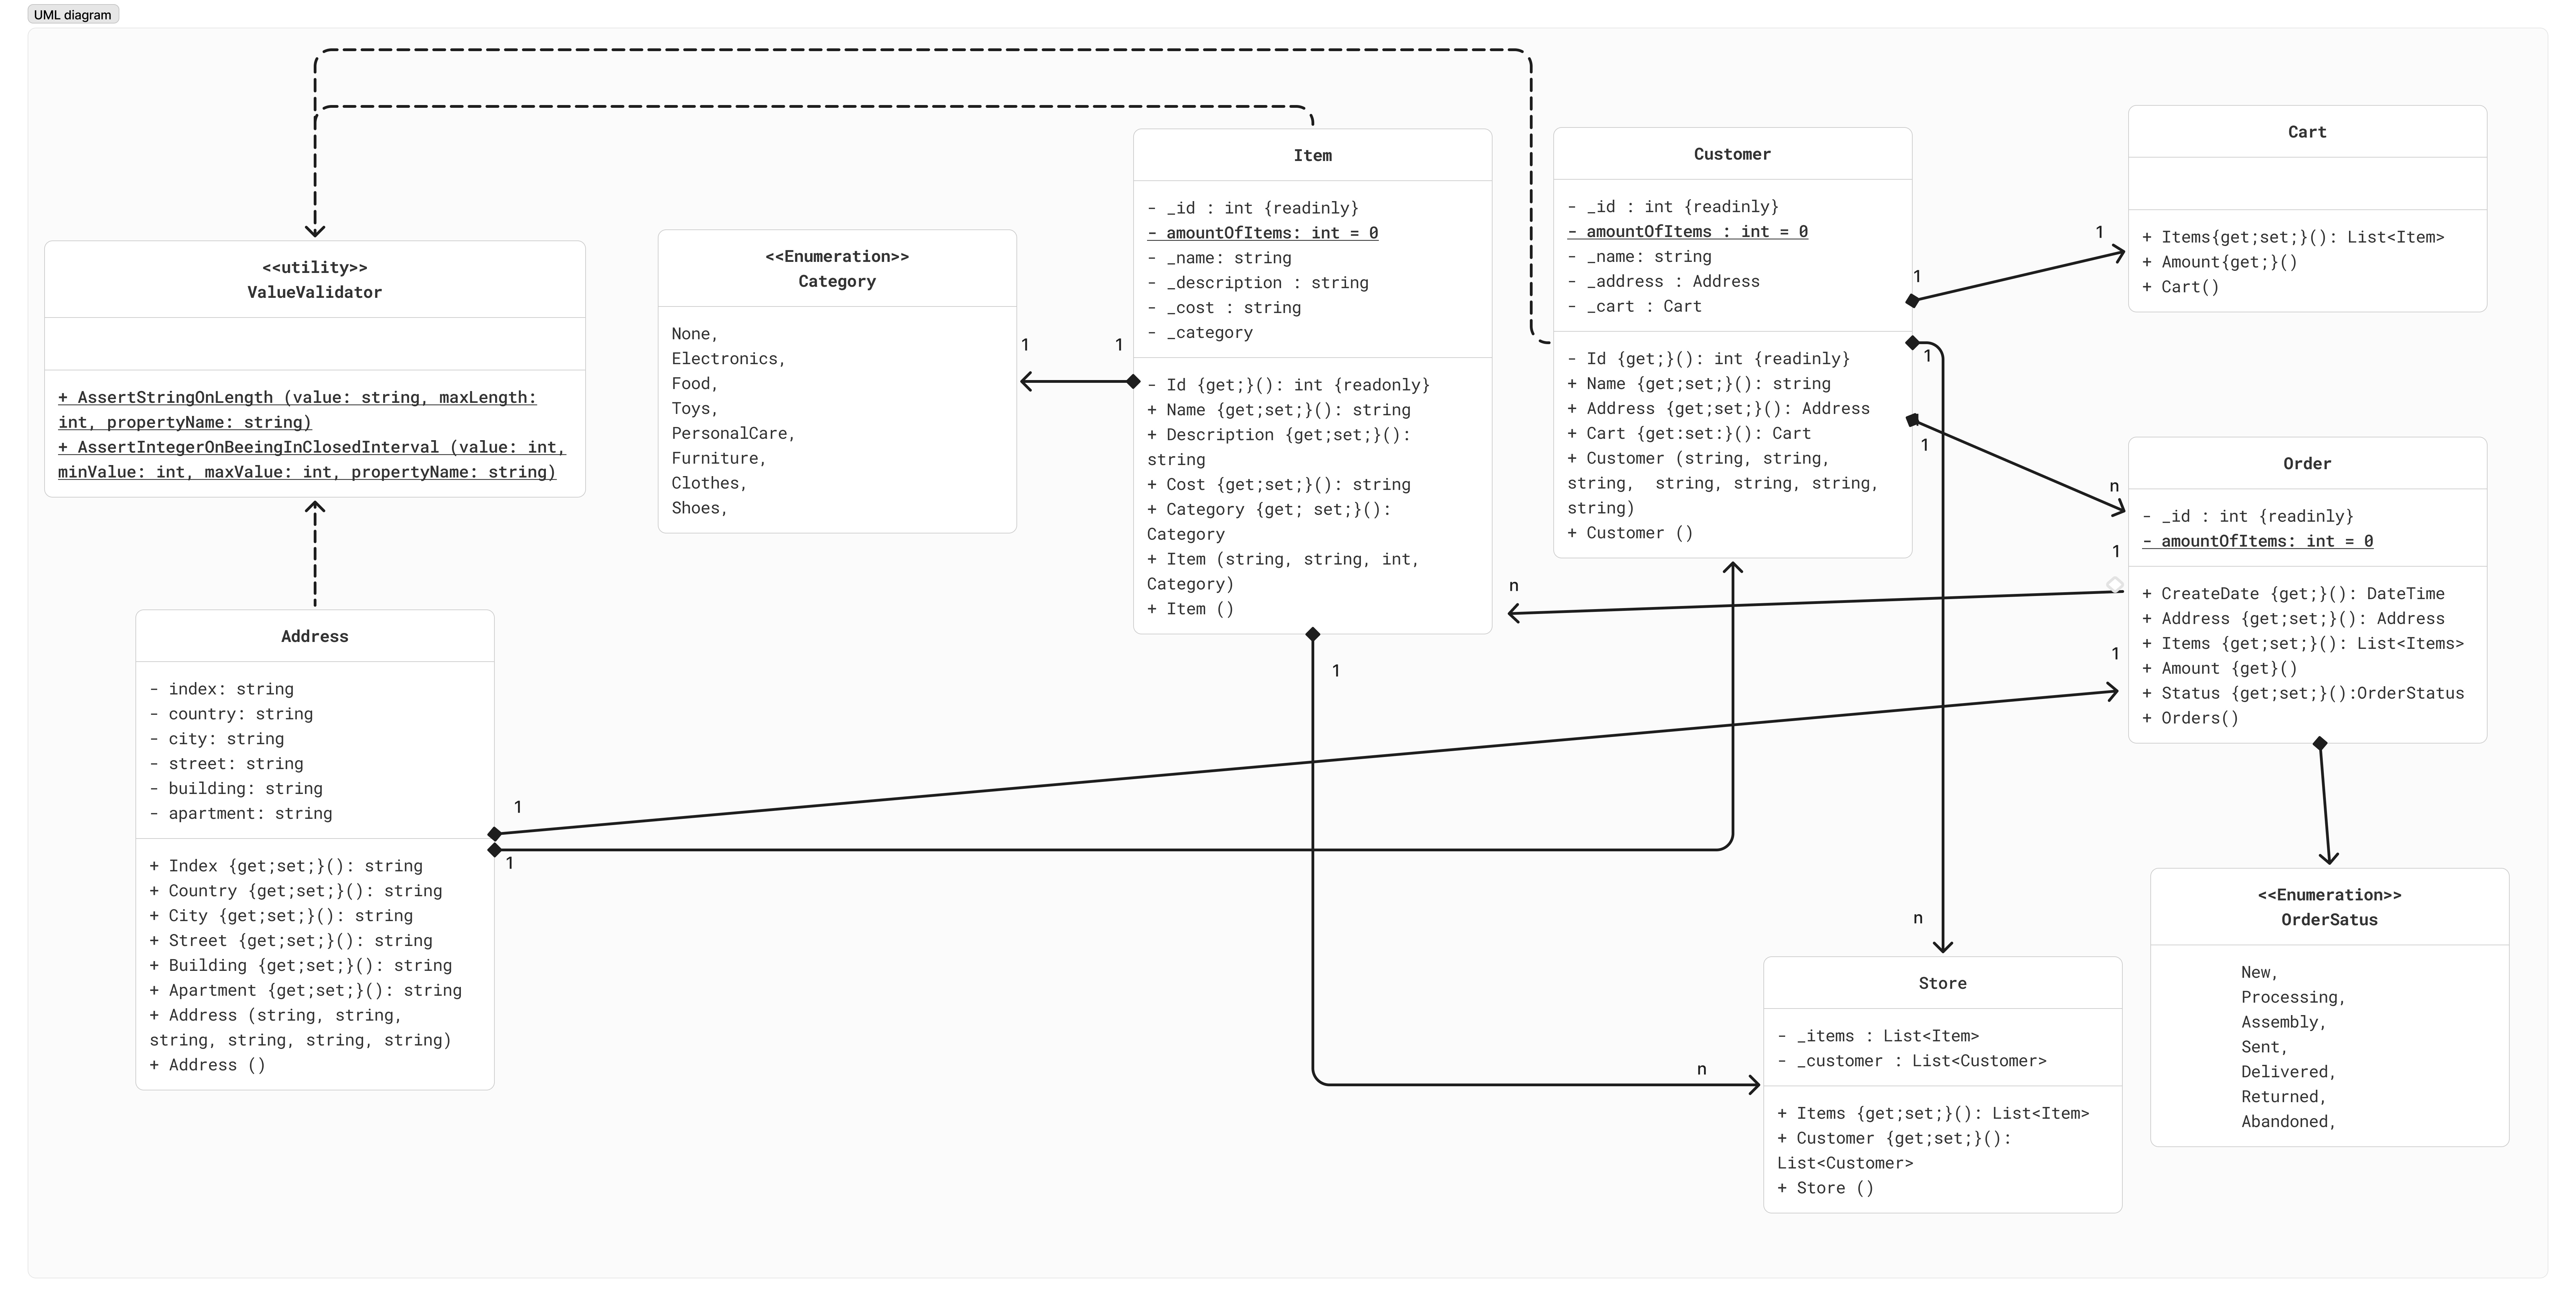 UML diagram
<<utility>>
ValueValidator
+ AssertStringOnLength (value: string, maxLength:
int, propertyName: string)
+ AssertIntegerOnBeeingInClosedInterval (value: int,
minValue: int, maxValue: int, propertyName: string)
Address
- index: string
- country: string
- city: string
- street: string
- building: string
- apartment: string
+ Index {get;set;}(): string
+ Country {get;set;}(): string
+ City {get;set;}(): string
+ Street {get;set;}(): string
+ Building {get;set;}(): string
+ Apartment {get;set;}(): string
+ Address (string, string,
string, string, string, string)
+ Address ()
1
1
<<Enumeration>>
Category
None,
Electronics,
Food,
Toys,
PersonalCare,
Furniture,
Clothes,
Shoes,
1
1
Item
- _id : int {readinly}
- amountOfItems: int = 0
- _name: string
- _description : string
- _cost : string
- _category
- Id {get;}(): int {readonly}
+ Name {get;set;}(): string
+ Description {get;set;}():
string
+ Cost {get;set;}(): string
+ Category {get; set;}():
Category
+ Item (string, string, int,
Category)
+ Item ()
1
n
Customer
- _id : int {readinly}
- amountOfItems : int = 0
- _name: string
- _address : Address
- _cart : Cart
- Id {get;}(): int {readinly}
+ Name {get;set;}(): string
+ Address {get;set;}(): Address
+ Cart {get:set:}(): Cart
+ Customer (string, string,
string,  string, string, string,
string)
+ Customer ()
1
1
1
1
n
1
1
n
n
Cart
+ Items{get;set;}(): List<Item>
+ Amount{get;}()
+ Cart()
Order
- _id : int {readinly}
- amountOfItems: int = 0
+ CreateDate {get;}(): DateTime
+ Address {get;set;}(): Address
+ Items {get;set;}(): List<Items>
+ Amount {get}()
+ Status {get;set;}():OrderStatus
+ Orders()
Store
- _items : List<Item>
- _customer : List<Customer>
+ Items {get;set;}(): List<Item>
+ Customer {get;set;}():
List<Customer>
+ Store ()
<<Enumeration>>
OrderSatus
New,
Processing,
Assembly,
Sent,
Delivered,
Returned,
Abandoned,